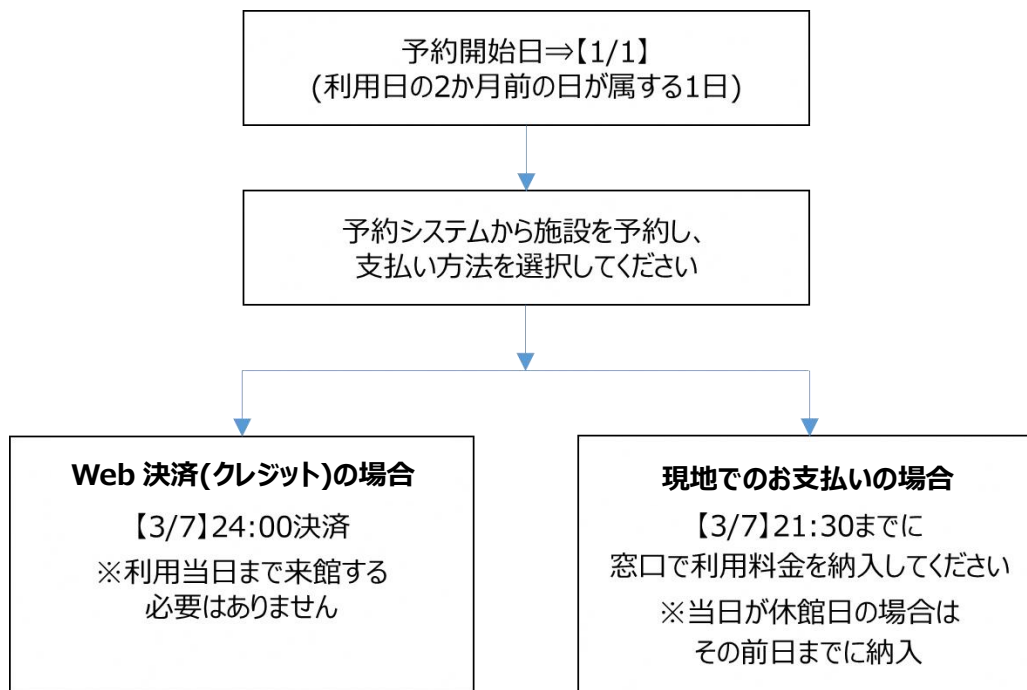 予約開始日⇒【1/1】
(利用日の2か月前の日が属する1日)
予約システムから施設を予約し、
支払い方法を選択してください
Web 決済(クレジット)の場合
【3/7】24:00決済
※利用当日まで来館する
必要はありません
現地でのお支払いの場合
【3/7】21:30までに
窓口で利用料金を納入してください
※当日が休館日の場合は
その前日までに納入